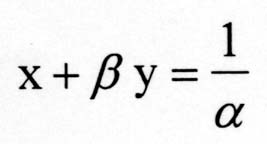 x + β y = 1/α